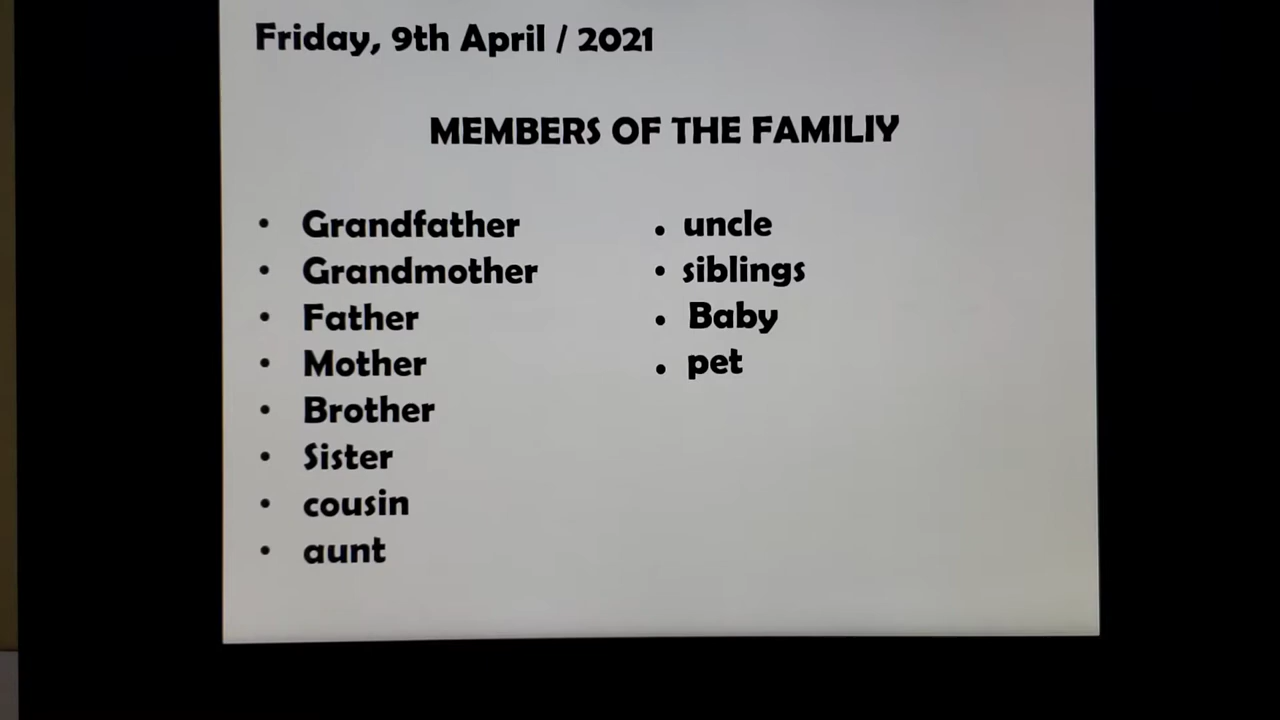 Friday, 9th April / 2021
MEMBERS OF THE FAMILIY
• Grandfather
• Grandmother
• Father
• Mother
• Brother
• Sister
• cousin
• aunt
• uncle
• siblings
• Baby
• pet